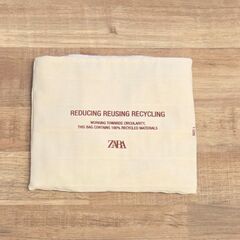 REDUCING REUSING RECYCLING
WORKING TOWARDS CIRCULARITY,
THIS BAG CONTAINS 100% RECYCLED MATERIALS
ZARA